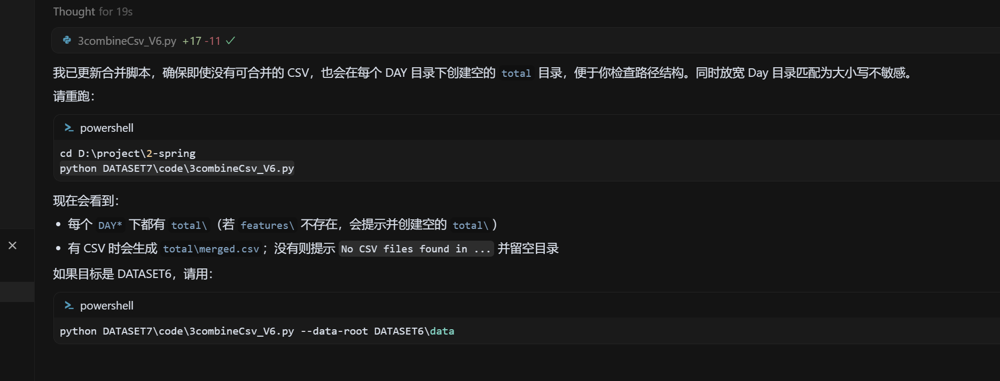 Thought for 19s
3combineCsv_V6.py +17 -11
我已更新合并脚本，确保即使没有可合并的 CSV，也会在每个 DAY 目录下创建空的 total 目录，便于你检查路径结构。同时放宽 Day 目录匹配为大小写不敏感。
请重跑：
powershell
cd D:\project\2-spring
python DATASET7\code\3combineCsv_V6.py
现在会看到：
• 每个 DAY* 下都有 total\（若 features\ 不存在，会提示并创建空的 total\）
• 有 CSV 时会生成 total\merged.csv；没有则提示 No CSV files found in ... 并留空目录
如果目标是 DATASET6，请用：
powershell
python DATASET7\code\3combineCsv_V6.py --data-root DATASET6\data